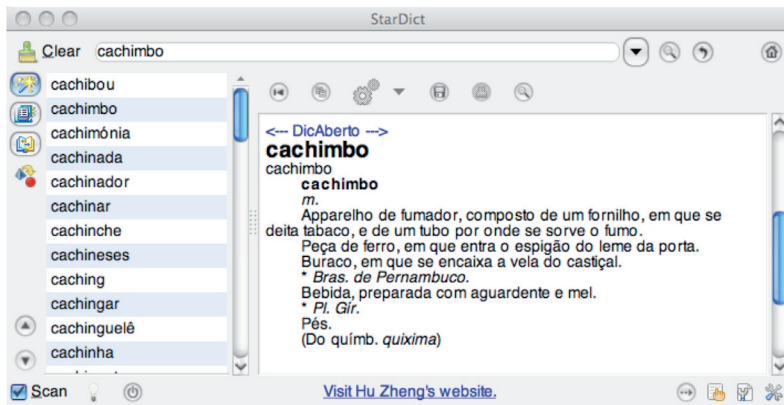 StarDict
Clear cachimbo
cachibou
cachimbo
cachimónia
cachinada
cachinador
cachinar
cachinche
cachineses
caching
cachingar
cachinguelê
cachinha
<--- DicAberto --->
cachimbo
cachimbo
cachimbo
m.
Apparelho de fumador, composto de um fornilho, em que se
deita tabaco, e de um tubo por onde se sorve o fumo.
Peça de ferro, em que entra o espigão do leme da porta.
Buraco, em que se encaixa a vela do castiçal.
* Bras. de Pernambuco.
Bebida, preparada com aguardente e mel.
* Pl. Gír.
Pés.
(Do químb. quixima)
Scan
Visit Hu Zheng's website.